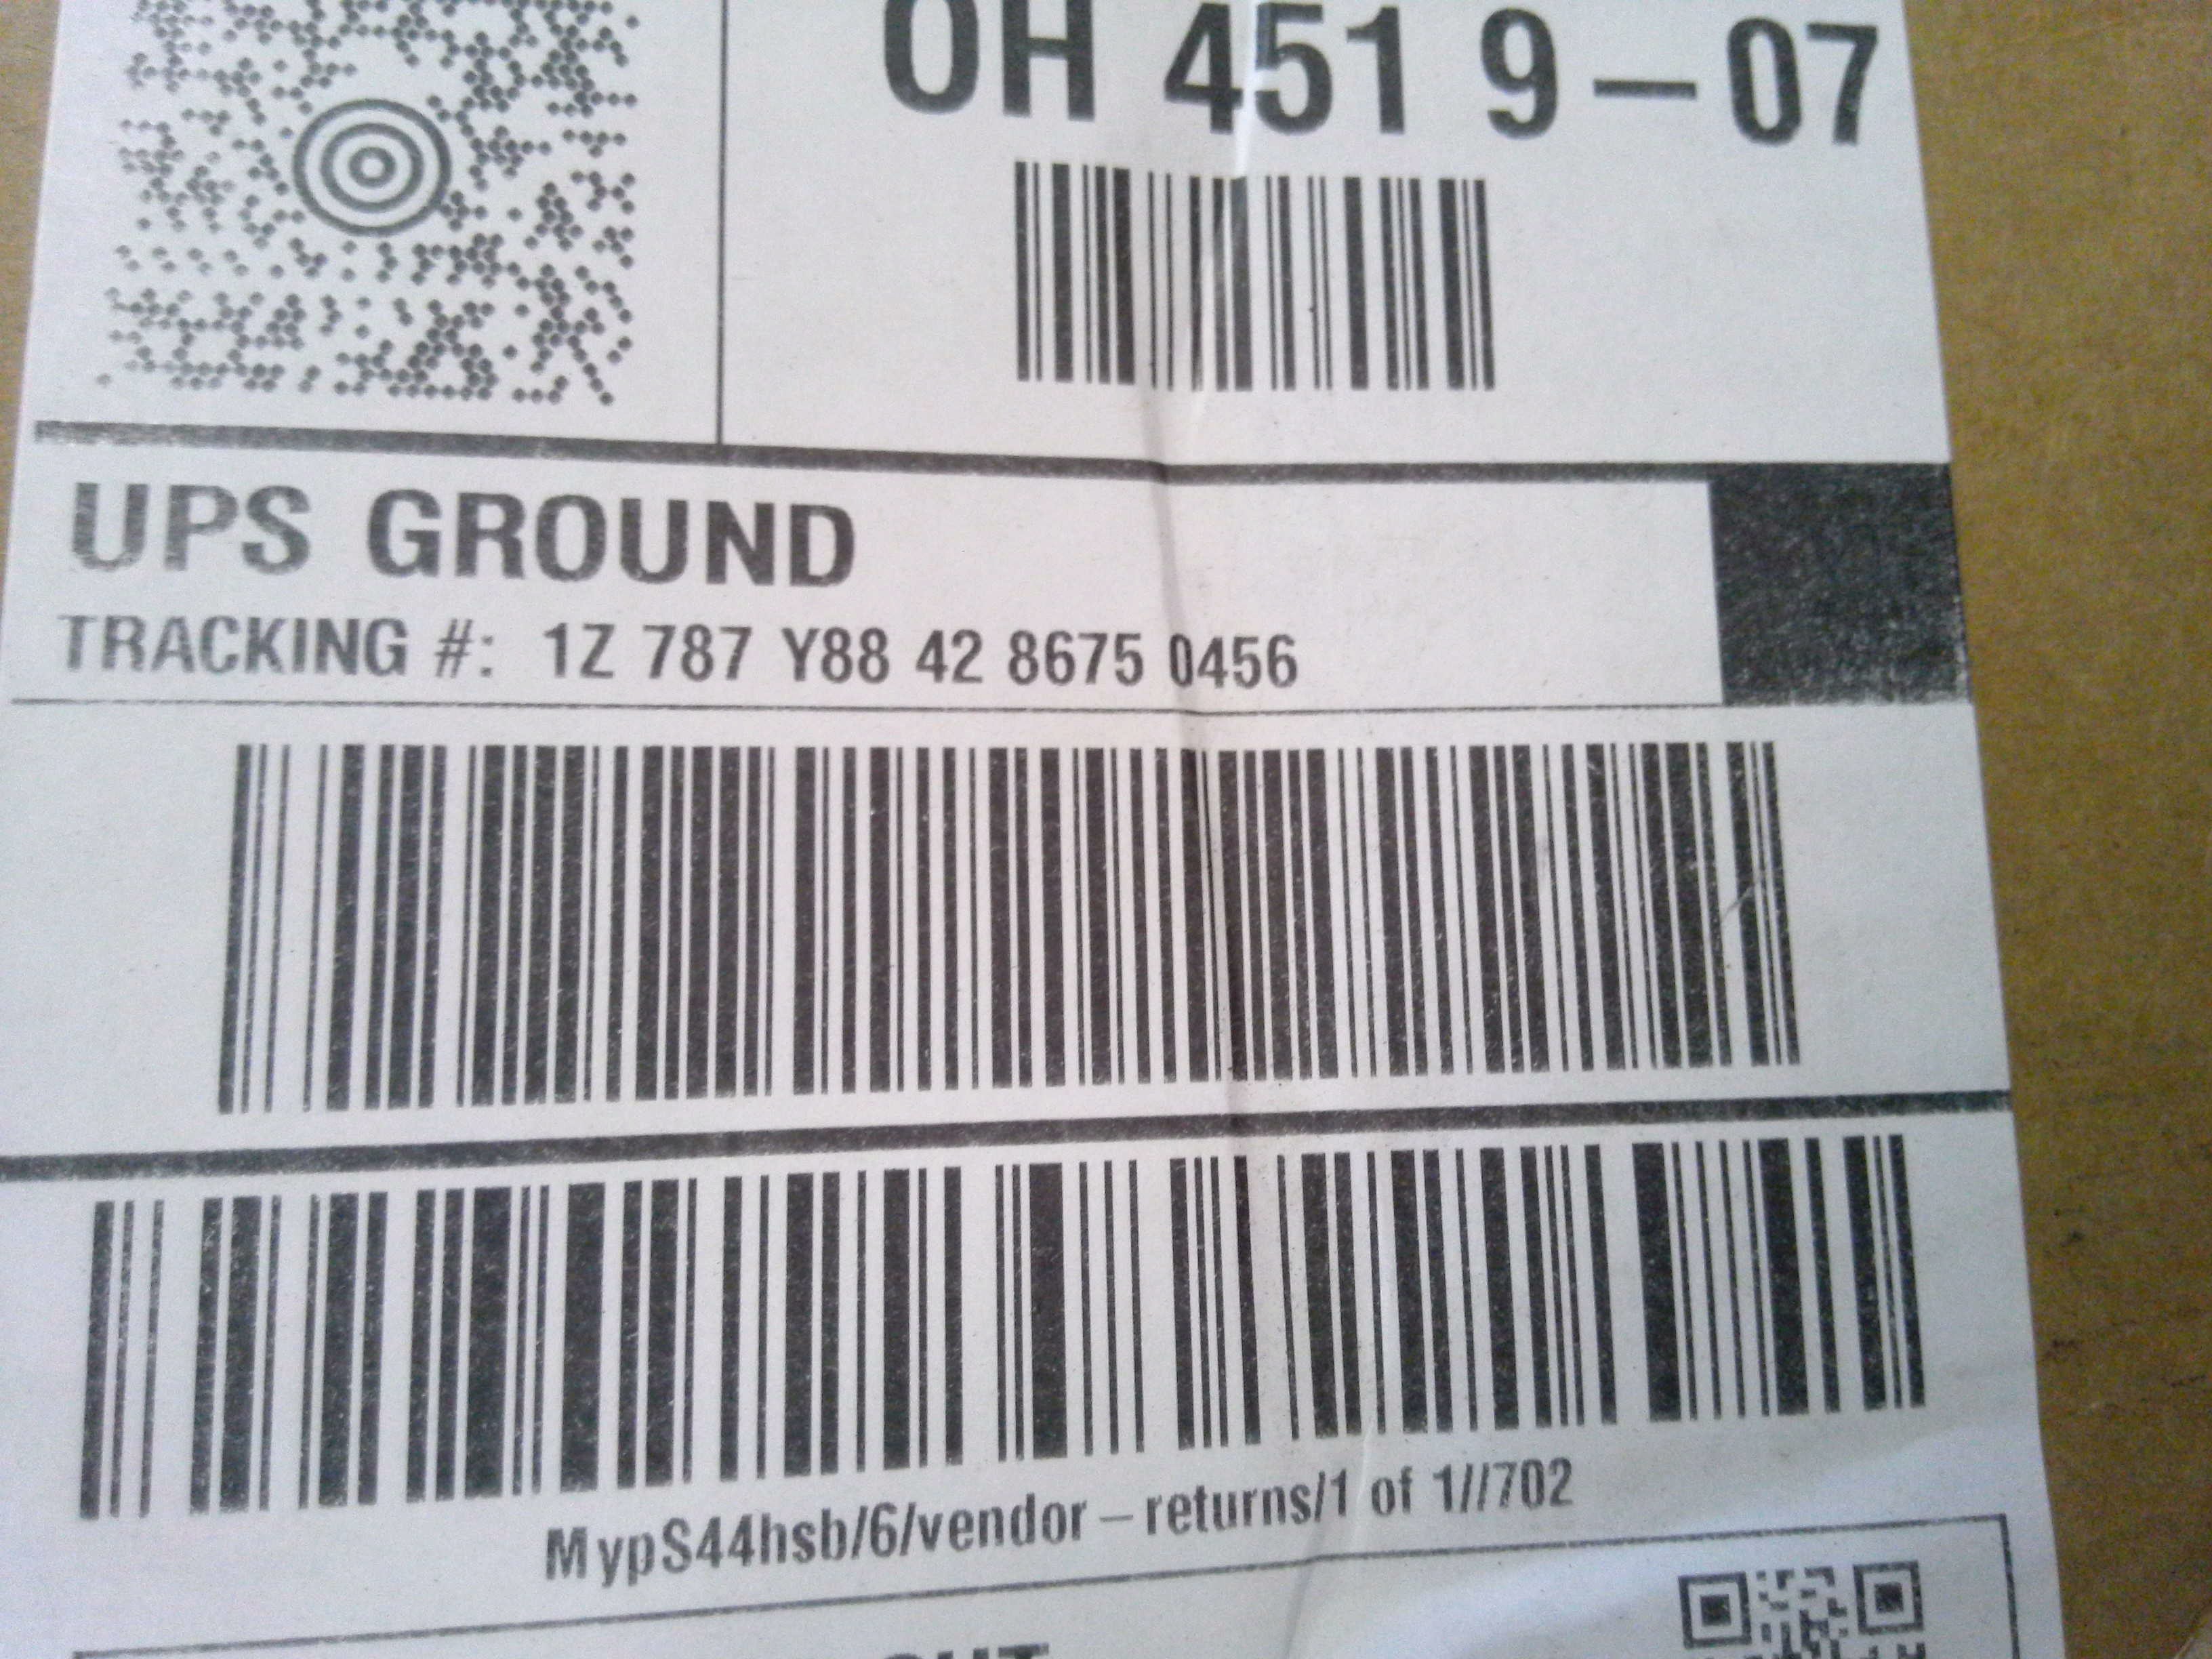 OH 451 9-07
UPS GROUND
TRACKING #: 1Z 787 Y88 42 8675 0456
MypS44hsb/6/vendor-returns/1 of 1//702